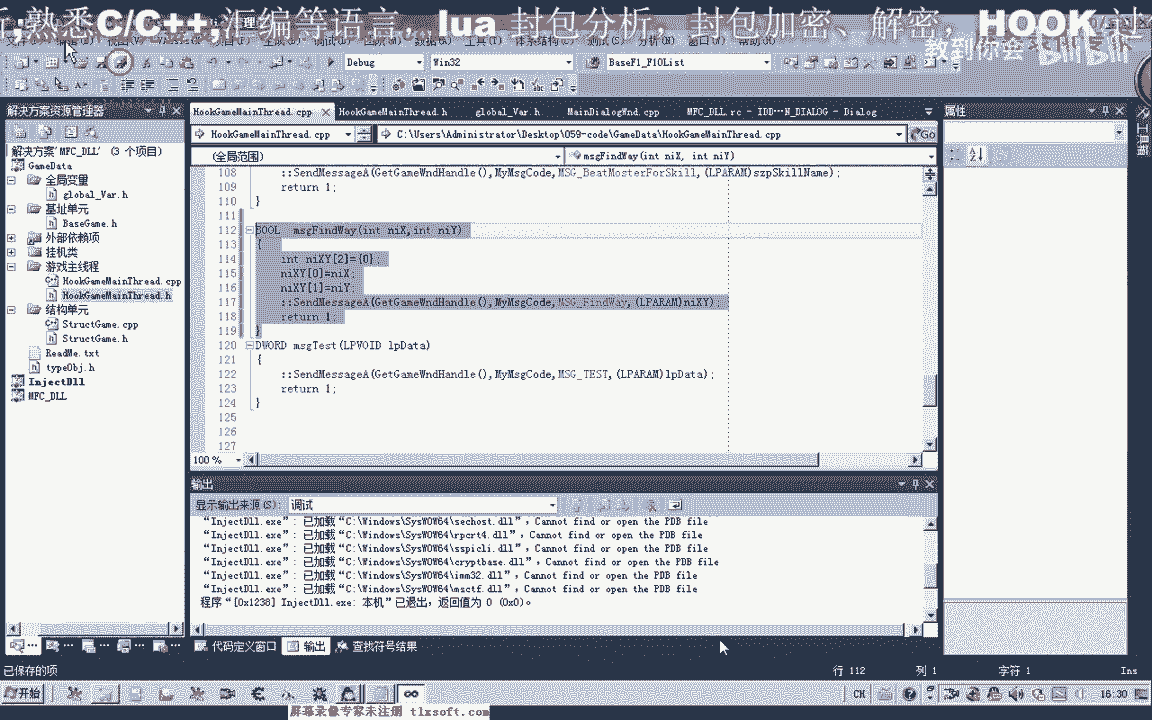 ,熟悉C/C++,汇编等语言, lua 封包分析, 封包加密、解密, HOOK 过
教到你会
Debug
Win32
BaseF1_F10List
解决方案资源管理器
HookGameMainThread.cpp
HookGameMainThread.h
global_Var.h
MainDialogWnd.cpp
MFC_DLL.rc - IDD...N_DIALOG - Dialog
属性
HookGameMainThread.cpp
C:\Users\Administrator\Desktop\059-code\GameData\HookGameMainThread.cpp
Go
(全局范围)
msgFindWay(int niX, int niY)
解决方案"MFC_DLL" (3 个项目)
GameData
全局变量
global_Var.h
基址单元
BaseGame.h
外部依赖项
挂机类
游戏主线程
HookGameMainThread.cpp
HookGameMainThread.h
结构单元
StructGame.cpp
StructGame.h
ReadMe.txt
typeObj.h
InjectDll
MFC_DLL
108 ::SendMessageA(GetGameWndHandle(),MyMsgCode,MSG_BeatMosterForSkill,(LPARAM)szpSkillName);
109 return 1;
110 }
111
112 BOOL msgFindWay(int niX,int niY)
113 {
114 int niXY[2]={0};
115 niXY[0]=niX;
116 niXY[1]=niY;
117 ::SendMessageA(GetGameWndHandle(),MyMsgCode,MSG_FindWay,(LPARAM)niXY);
118 return 1;
119 }
120 DWORD msgTest(LPVOID lpData)
121 {
122 ::SendMessageA(GetGameWndHandle(),MyMsgCode,MSG_TEST,(LPARAM)lpData);
123 return 1;
124 }
125
126
127
100 %
输出
显示输出来源(S): 调试
"InjectDll.exe": 已加载"C:\Windows\SysWOW64\sechost.dll", Cannot find or open the PDB file
"InjectDll.exe": 已加载"C:\Windows\SysWOW64\rpcrt4.dll", Cannot find or open the PDB file
"InjectDll.exe": 已加载"C:\Windows\SysWOW64\sspicli.dll", Cannot find or open the PDB file
"InjectDll.exe": 已加载"C:\Windows\SysWOW64\cryptbase.dll", Cannot find or open the PDB file
"InjectDll.exe": 已加载"C:\Windows\SysWOW64\imm32.dll", Cannot find or open the PDB file
"InjectDll.exe": 已加载"C:\Windows\SysWOW64\msctf.dll", Cannot find or open the PDB file
程序"[0x1238] InjectDll.exe: 本机"已退出, 返回值为 0 (0x0)。
代码定义窗口
输出
查找符号结果
已保存的项
行 112
列 1
字符 1
Ins
开始
CH
16:30
屏幕录像专家未注册 tlxsoft.com